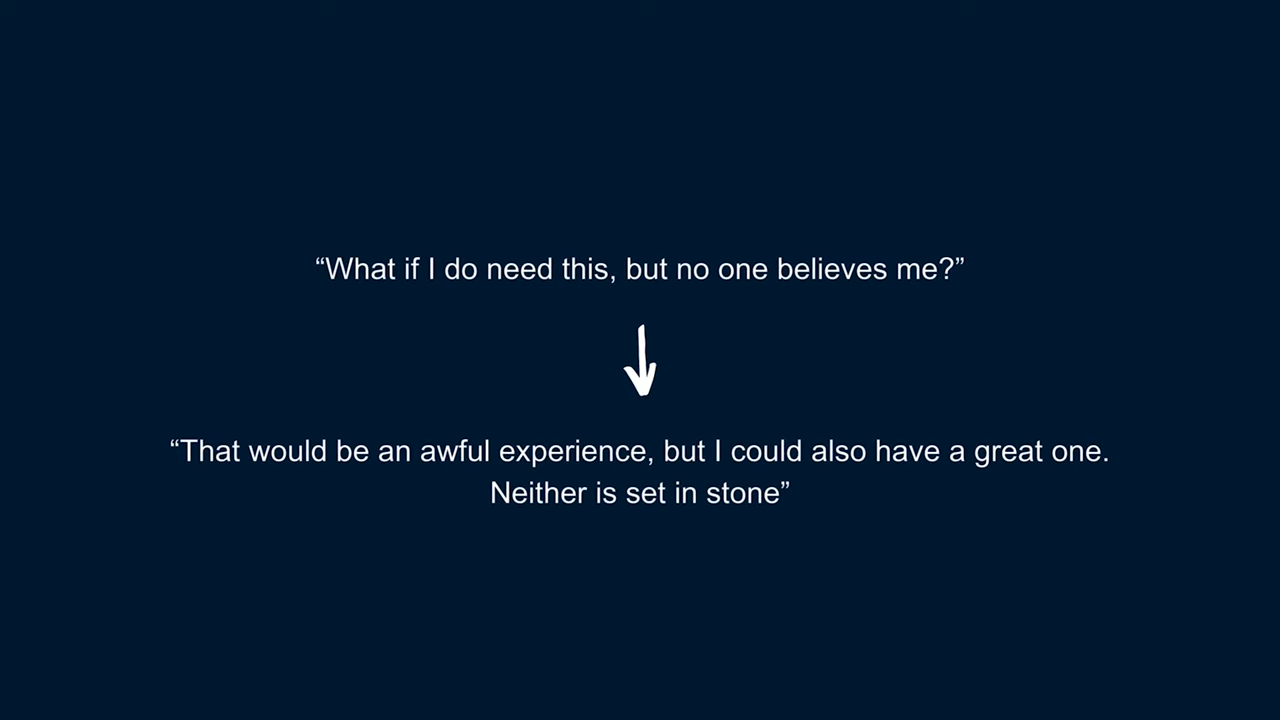 “What if I do need this, but no one believes me?”
“That would be an awful experience, but I could also have a great one.
Neither is set in stone”